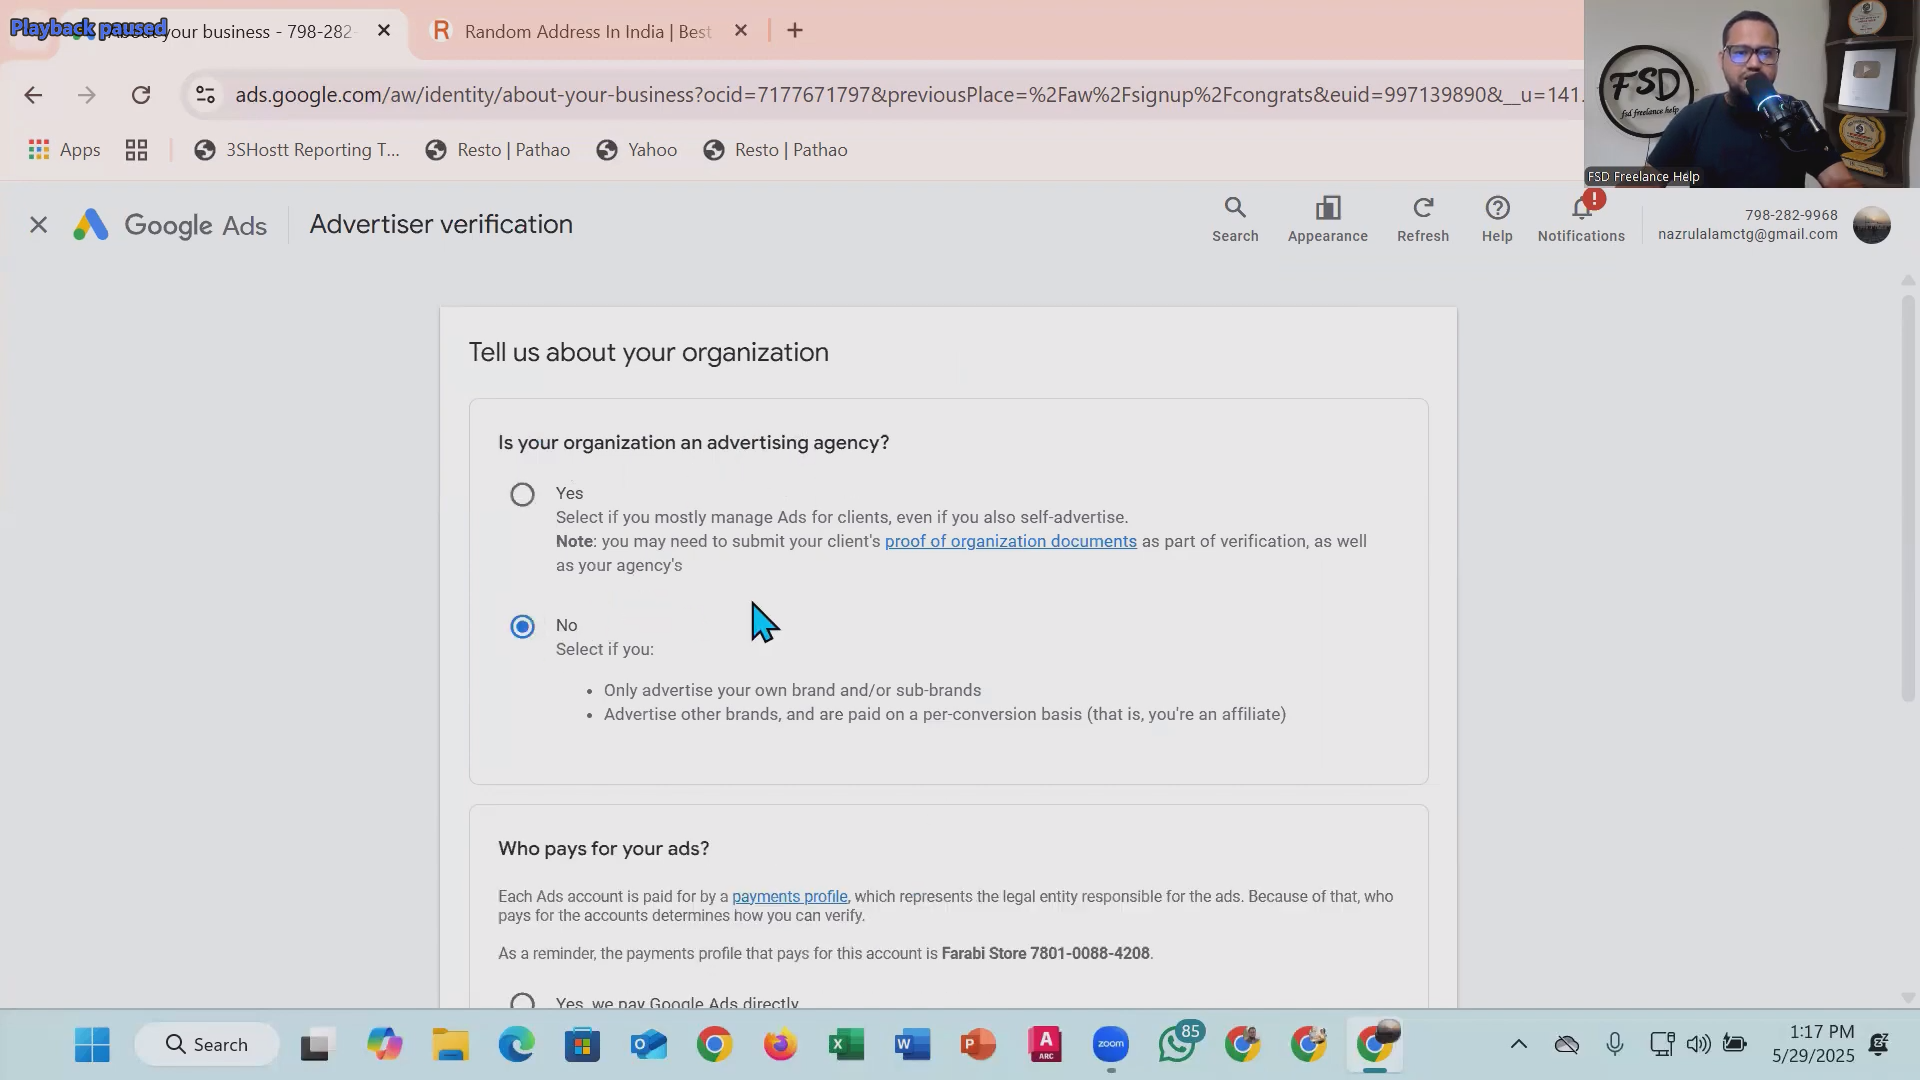 Playback paused
About your business - 798-282-
Random Address In India | Best
ads.google.com/aw/identity/about-your-business?ocid=7177671797&previousPlace=%2Faw%2Fsignup%2Fcongrats&euid=997139890&__u=141.
Apps
3SHostt Reporting T...
Resto | Pathao
Yahoo
Resto | Pathao
FSD
fsd freelance help
FSD Freelance Help
Google Ads
Advertiser verification
Search
Appearance
Refresh
Help
Notifications
798-282-9968
nazrulalamctg@gmail.com
Tell us about your organization
Is your organization an advertising agency?
Yes
Select if you mostly manage Ads for clients, even if you also self-advertise.
Note: you may need to submit your client's proof of organization documents as part of verification, as well
as your agency's
No
Select if you:
• Only advertise your own brand and/or sub-brands
• Advertise other brands, and are paid on a per-conversion basis (that is, you're an affiliate)
Who pays for your ads?
Each Ads account is paid for by a payments profile, which represents the legal entity responsible for the ads. Because of that, who
pays for the accounts determines how you can verify.
As a reminder, the payments profile that pays for this account is Farabi Store 7801-0088-4208.
Yes, we pay Google Ads directly
Search
zoom
85
1:17 PM
5/29/2025